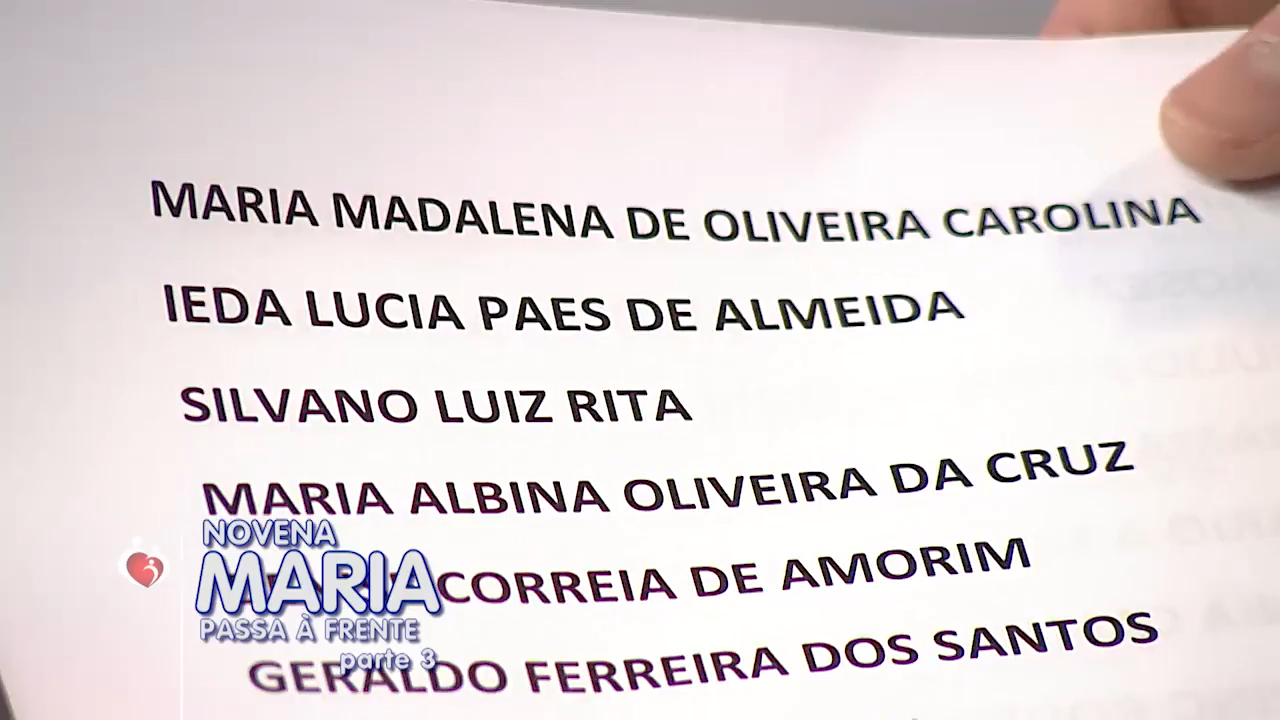 MARIA MADALENA DE OLIVEIRA CAROLINA
IEDA LUCIA PAES DE ALMEIDA
SILVANO LUIZ RITA
MARIA ALBINA OLIVEIRA DA CRUZ
CORREIA DE AMORIM
GERALDO FERREIRA DOS SANTOS
NOVENA
MARIA
PASSA À FRENTE
parte 3